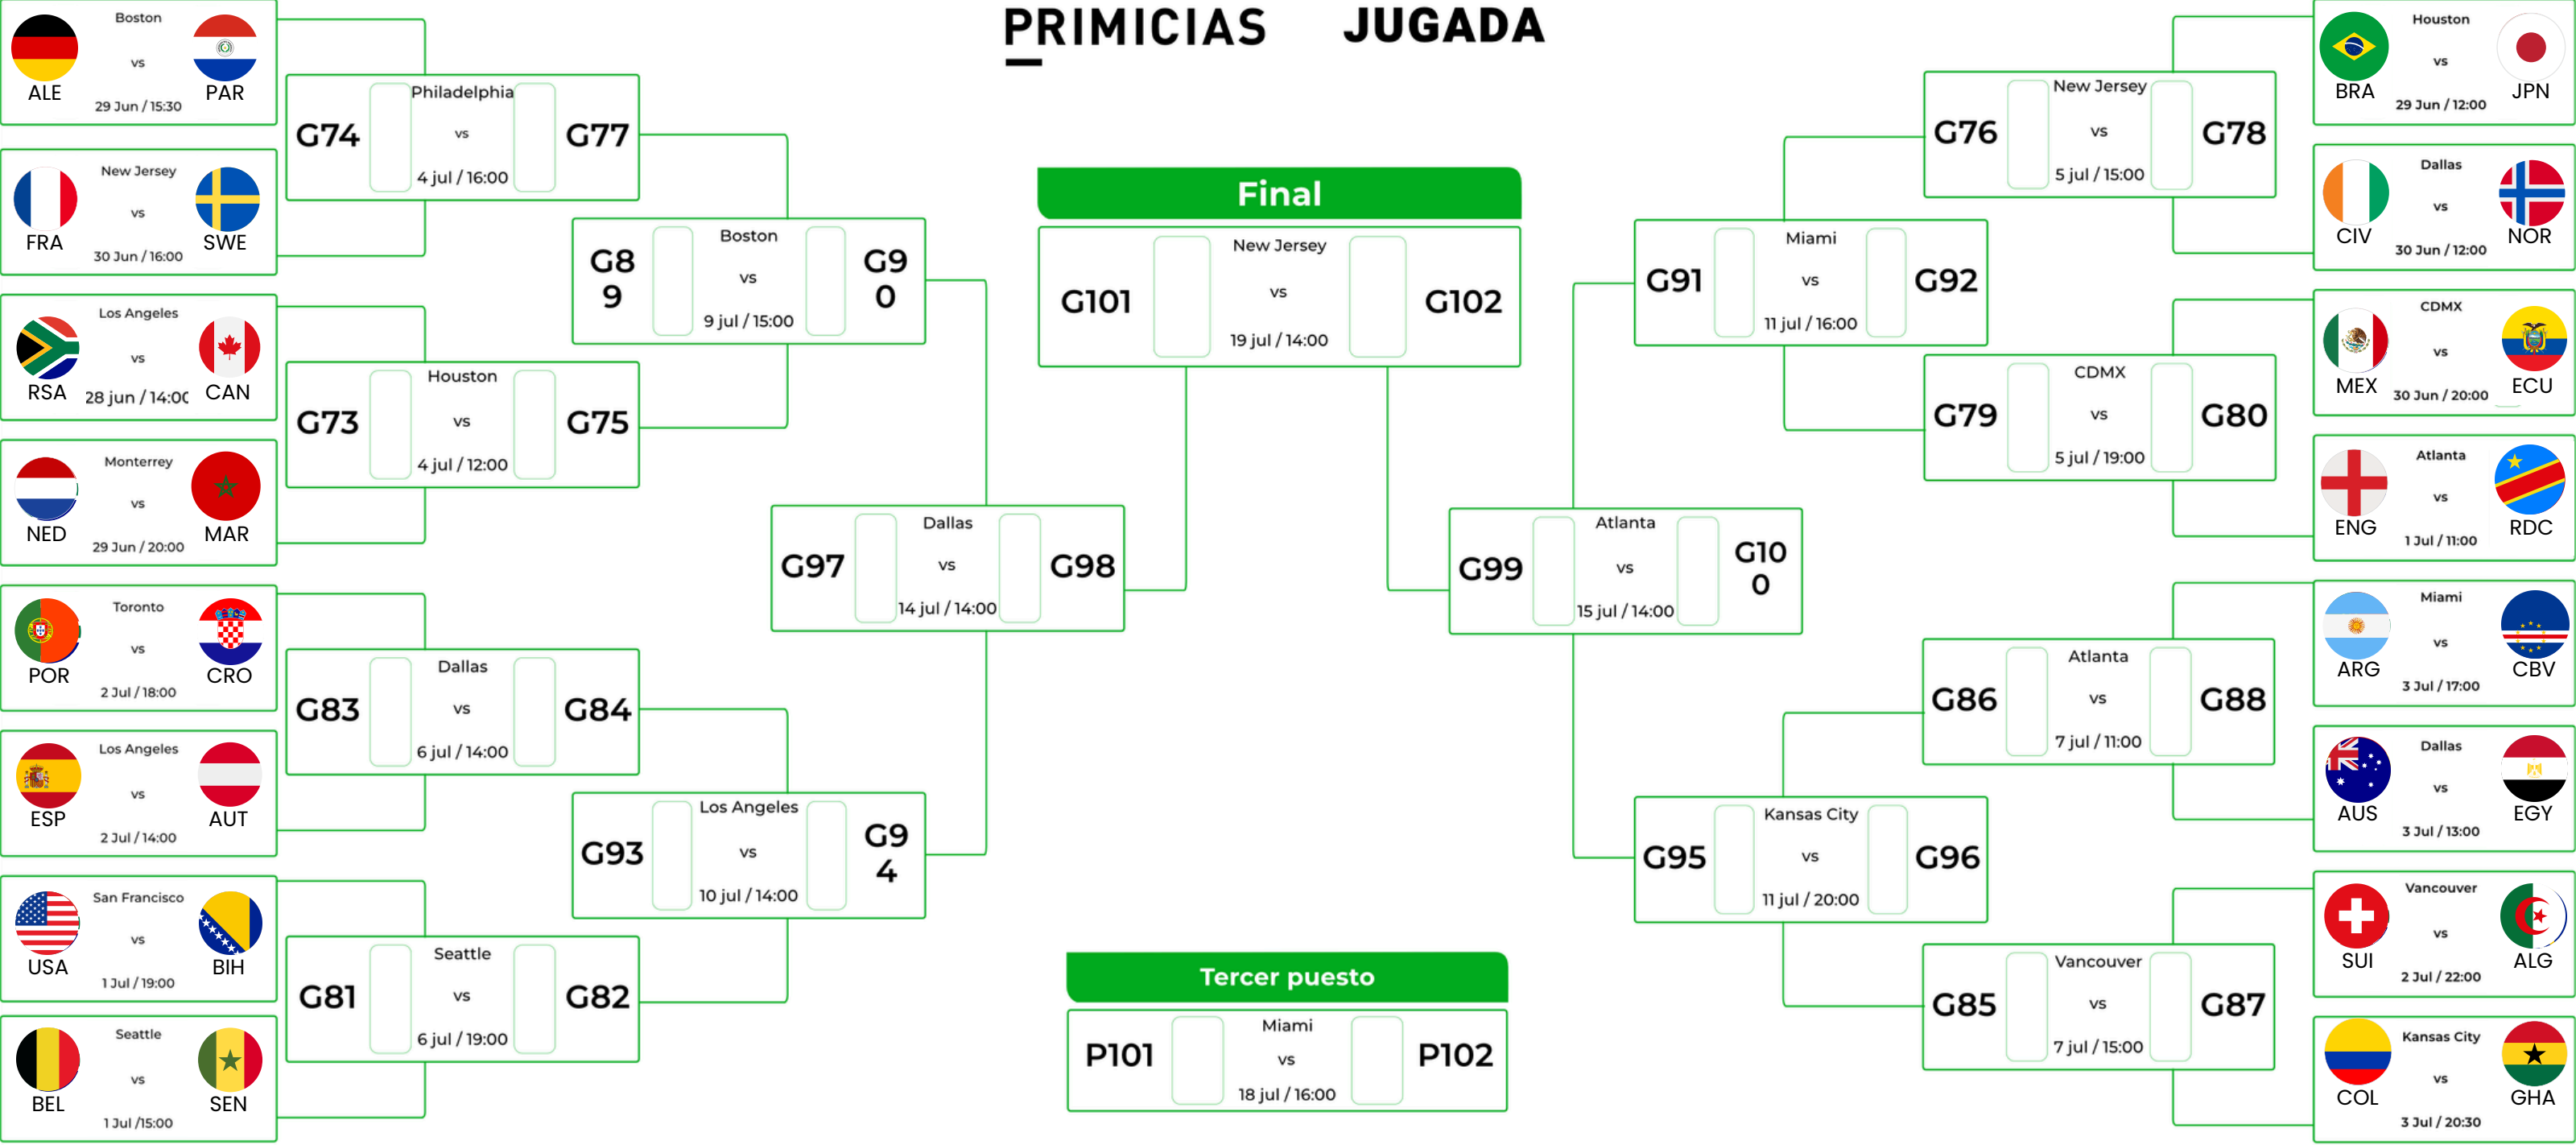 PRIMICIAS
JUGADA
Boston
vs
ALE
PAR
29 Jun / 15:30
New Jersey
vs
FRA
SWE
30 Jun / 16:00
Los Angeles
vs
RSA
28 jun / 14:00
CAN
Monterrey
vs
NED
MAR
29 Jun / 20:00
Toronto
vs
POR
CRO
2 Jul / 18:00
Los Angeles
vs
ESP
AUT
2 Jul / 14:00
San Francisco
vs
USA
BIH
1 Jul / 19:00
Seattle
vs
BEL
SEN
1 Jul /15:00
Philadelphia
G74
vs
G77
4 jul / 16:00
Houston
G73
vs
G75
4 jul / 12:00
Dallas
G83
vs
G84
6 jul / 14:00
Seattle
G81
vs
G82
6 jul / 19:00
Boston
G8
9
vs
G9
0
9 jul / 15:00
Los Angeles
G93
vs
G9
4
10 jul / 14:00
Dallas
G97
vs
G98
14 jul / 14:00
Final
New Jersey
G101
vs
G102
19 jul / 14:00
Tercer puesto
Miami
P101
vs
P102
18 jul / 16:00
Atlanta
G99
vs
G10
0
15 jul / 14:00
Miami
G91
vs
G92
11 jul / 16:00
Kansas City
G95
vs
G96
11 jul / 20:00
New Jersey
G76
vs
G78
5 jul / 15:00
CDMX
G79
vs
G80
5 jul / 19:00
Atlanta
G86
vs
G88
7 jul / 11:00
Vancouver
G85
vs
G87
7 jul / 15:00
Houston
vs
BRA
JPN
29 Jun / 12:00
Dallas
vs
CIV
NOR
30 Jun / 12:00
CDMX
vs
MEX
ECU
30 Jun / 20:00
Atlanta
vs
ENG
RDC
1 Jul / 11:00
Miami
vs
ARG
CBV
3 Jul / 17:00
Dallas
vs
AUS
EGY
3 Jul / 13:00
Vancouver
vs
SUI
ALG
2 Jul / 22:00
Kansas City
vs
COL
GHA
3 Jul / 20:30